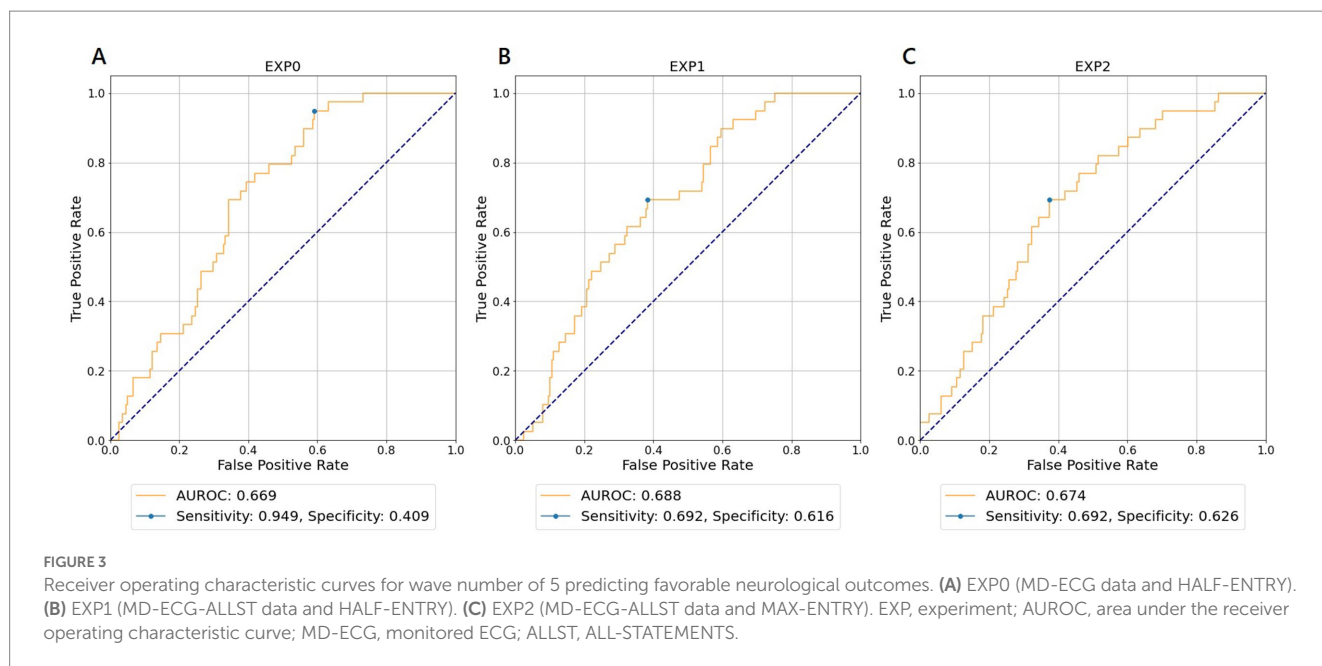 A
EXP0
1.0
0.8
0.6
0.4
0.2
0.0
True Positive Rate
0.0 0.2 0.4 0.6 0.8 1.0
False Positive Rate
AUROC: 0.669
Sensitivity: 0.949, Specificity: 0.409
B
EXP1
1.0
0.8
0.6
0.4
0.2
0.0
True Positive Rate
0.0 0.2 0.4 0.6 0.8 1.0
False Positive Rate
AUROC: 0.688
Sensitivity: 0.692, Specificity: 0.616
C
EXP2
1.0
0.8
0.6
0.4
0.2
0.0
True Positive Rate
0.0 0.2 0.4 0.6 0.8 1.0
False Positive Rate
AUROC: 0.674
Sensitivity: 0.692, Specificity: 0.626
FIGURE 3
Receiver operating characteristic curves for wave number of 5 predicting favorable neurological outcomes. (A) EXP0 (MD-ECG data and HALF-ENTRY).
(B) EXP1 (MD-ECG-ALLST data and HALF-ENTRY). (C) EXP2 (MD-ECG-ALLST data and MAX-ENTRY). EXP, experiment; AUROC, area under the receiver
operating characteristic curve; MD-ECG, monitored ECG; ALLST, ALL-STATEMENTS.